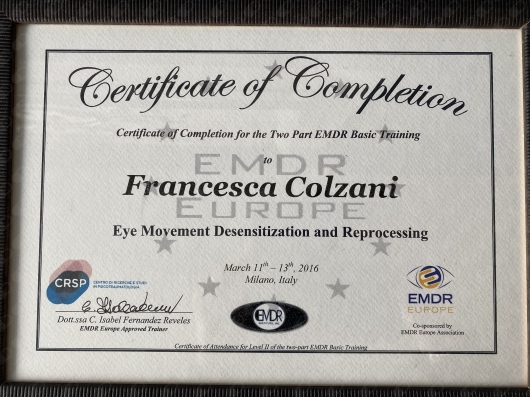 Certificate of Completion
Certificate of Completion for the Two Part EMDR Basic Training
to
EMDR
Francesca Colzani
EUROPE
Eye Movement Desensitization and Reprocessing
March 11th – 13th, 2016
Milano, Italy
CRSP
CENTRO DI RICERCHE E STUDI
IN PSICOTRAUMATOLOGIA
Dott.ssa C. Isabel Fernandez Reveles
EMDR Europe Approved Trainer
EMDR
EMDR
EUROPE
Co-sponsored by
EMDR Europe Association
Certificate of Attendance for Level II of the two-part EMDR Basic Training